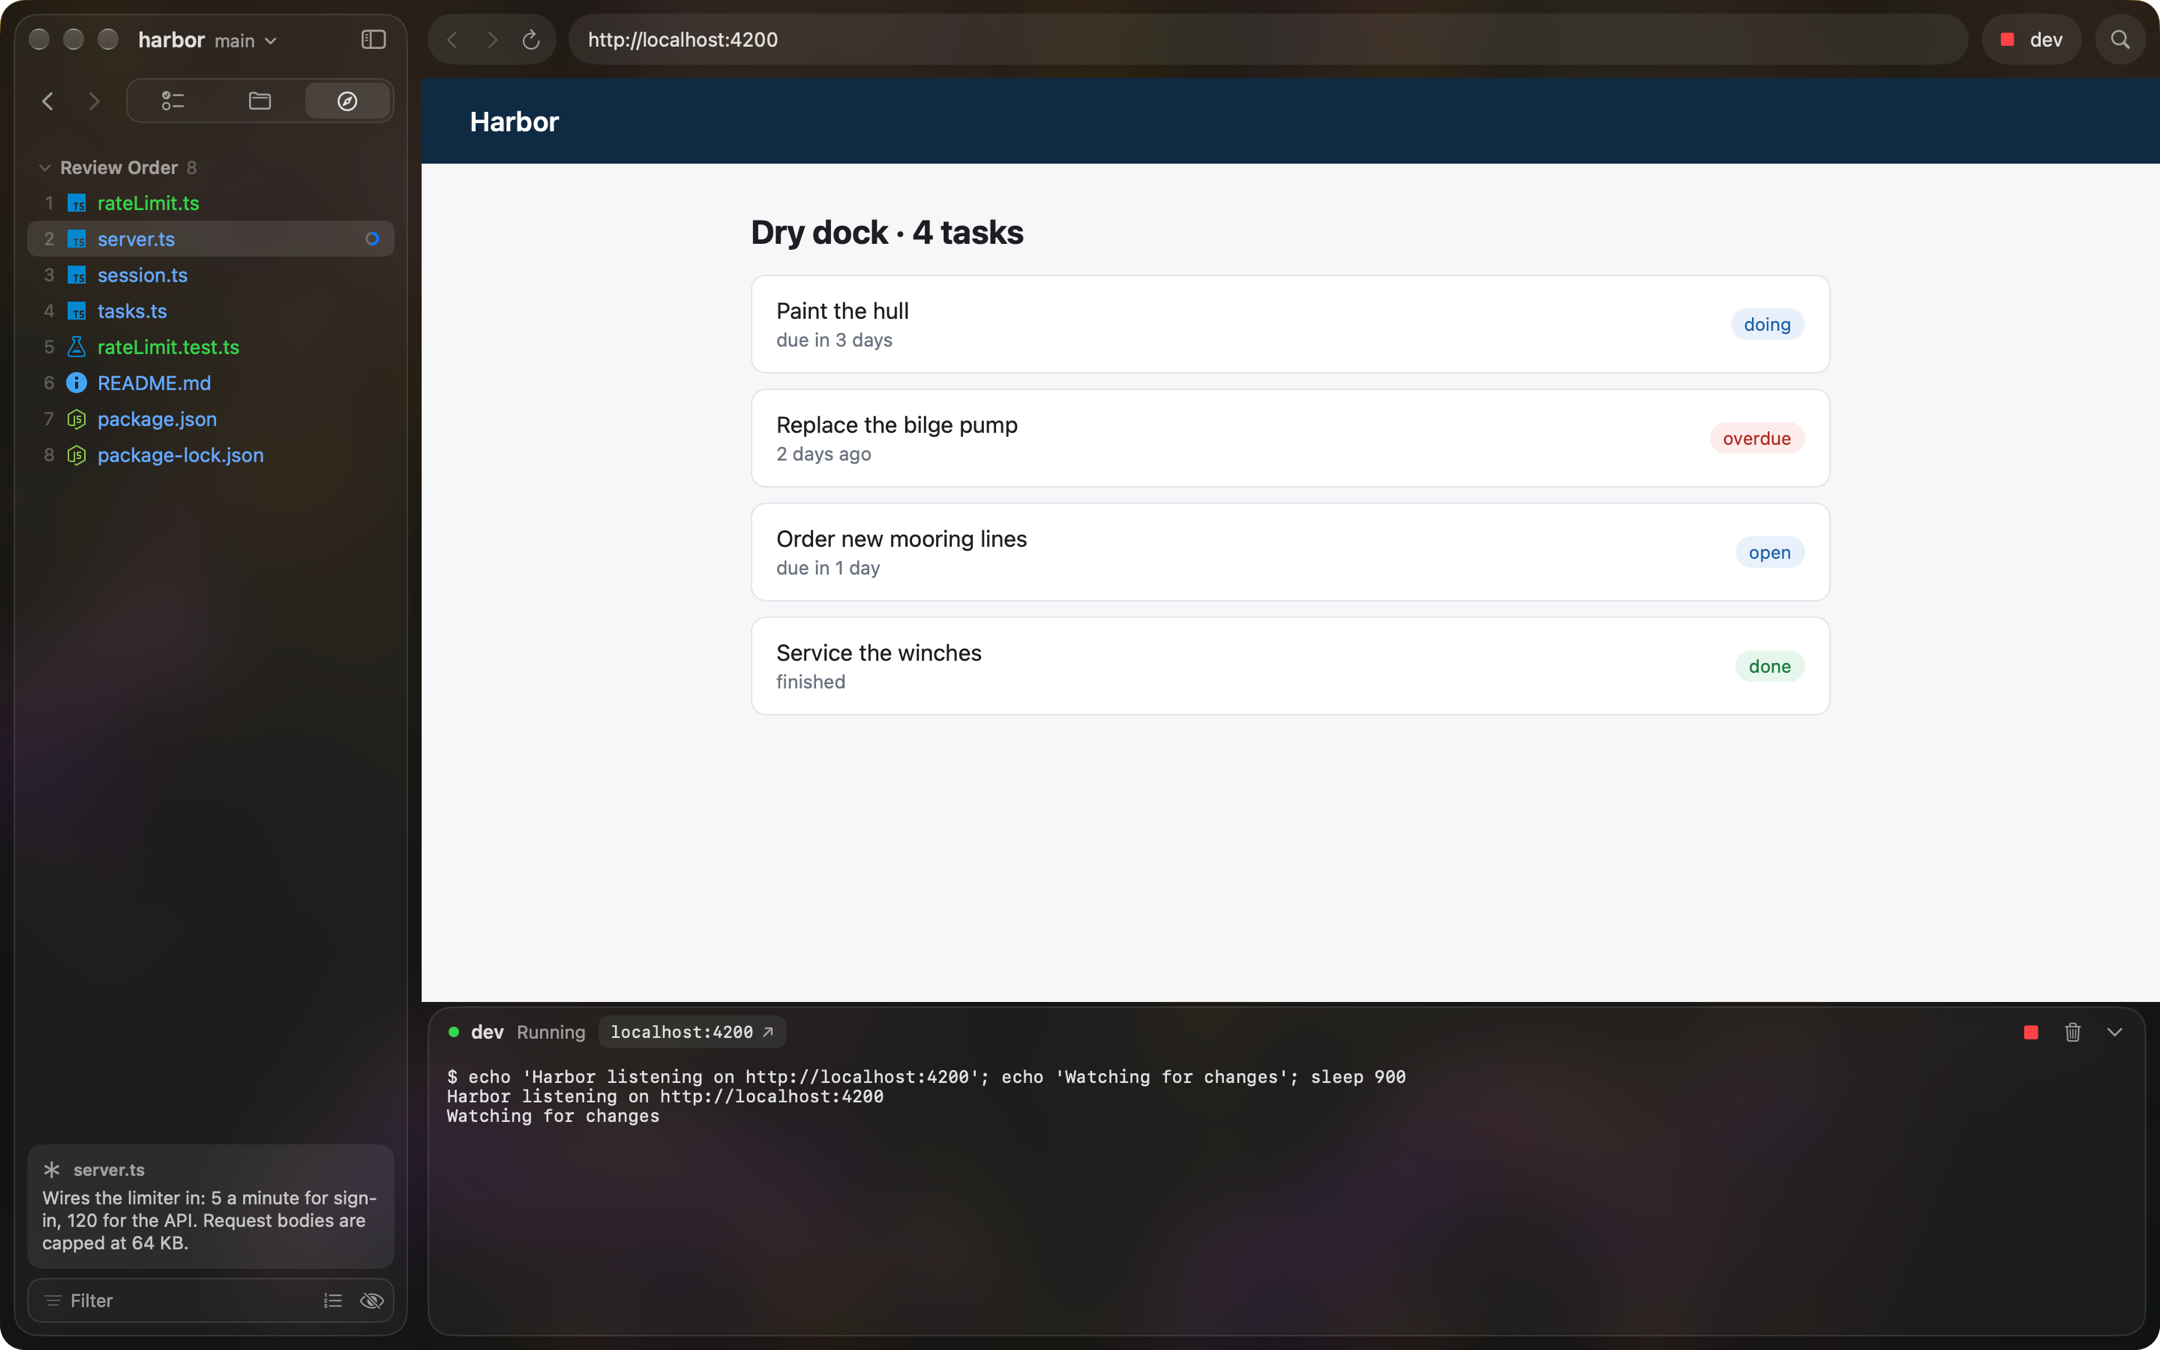 harbor main
http://localhost:4200
dev
Review Order 8
1 rateLimit.ts
2 server.ts
3 session.ts
4 tasks.ts
5 rateLimit.test.ts
6 README.md
7 package.json
8 package-lock.json
server.ts
Wires the limiter in: 5 a minute for sign-
in, 120 for the API. Request bodies are
capped at 64 KB.
Filter
Harbor
Dry dock · 4 tasks
Paint the hull
due in 3 days
doing
Replace the bilge pump
2 days ago
overdue
Order new mooring lines
due in 1 day
open
Service the winches
finished
done
dev Running localhost:4200 ↗
$ echo 'Harbor listening on http://localhost:4200'; echo 'Watching for changes'; sleep 900
Harbor listening on http://localhost:4200
Watching for changes